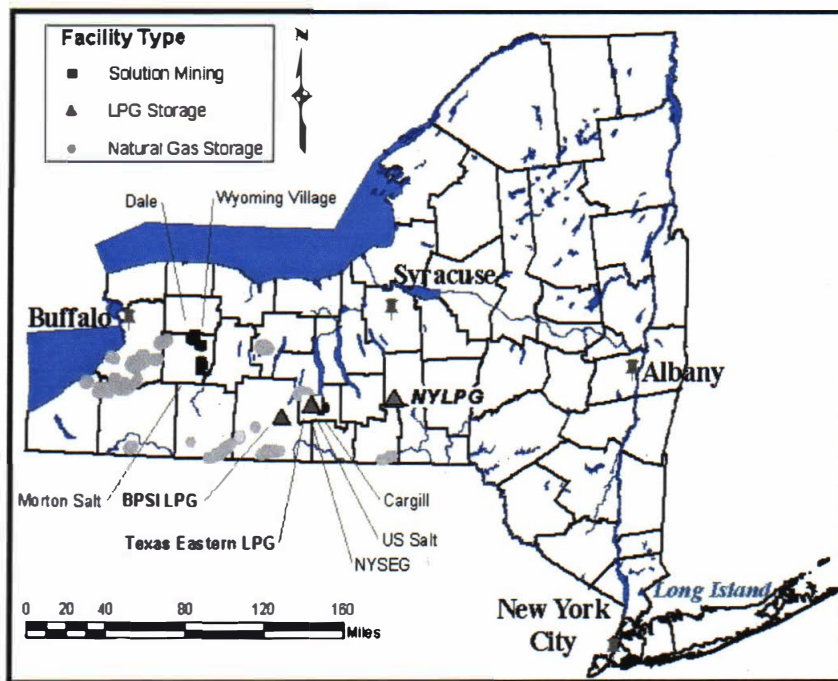 Facility Type
Solution Mining
LPG Storage
Natural Gas Storage
N
Dale
Wyoming Village
Syracuse
Buffalo
Albany
NYLPG
Morton Salt
BPSI LPG
Cargill
Texas Eastern LPG
US Salt
NYSEG
Long Island
New York
City
0 20 40 80 120 160
Miles